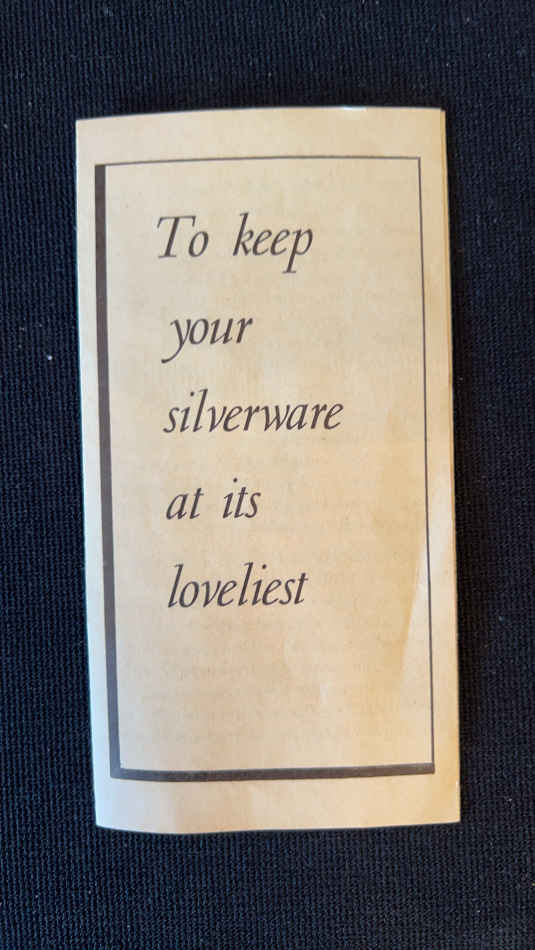 To keep
your
silverware
at its
loveliest